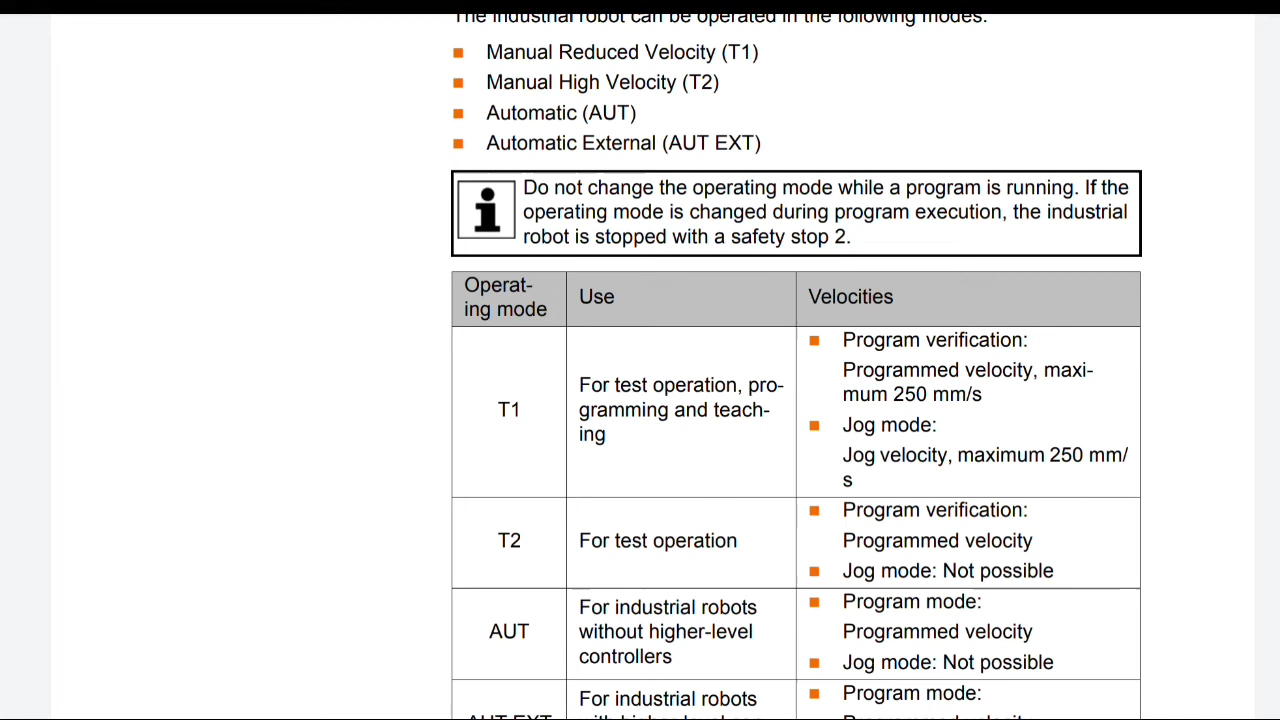 The industrial robot can be operated in the following modes:
Manual Reduced Velocity (T1)
Manual High Velocity (T2)
Automatic (AUT)
Automatic External (AUT EXT)
Do not change the operating mode while a program is running. If the
operating mode is changed during program execution, the industrial
robot is stopped with a safety stop 2.
Operat-
ing mode
Use
Velocities
T1
For test operation, pro-
gramming and teach-
ing
Program verification:
Programmed velocity, maxi-
mum 250 mm/s
Jog mode:
Jog velocity, maximum 250 mm/
s
T2
For test operation
Program verification:
Programmed velocity
Jog mode: Not possible
AUT
For industrial robots
without higher-level
controllers
Program mode:
Programmed velocity
Jog mode: Not possible
AUT EXT
For industrial robots
Program mode:
Programmed velocity